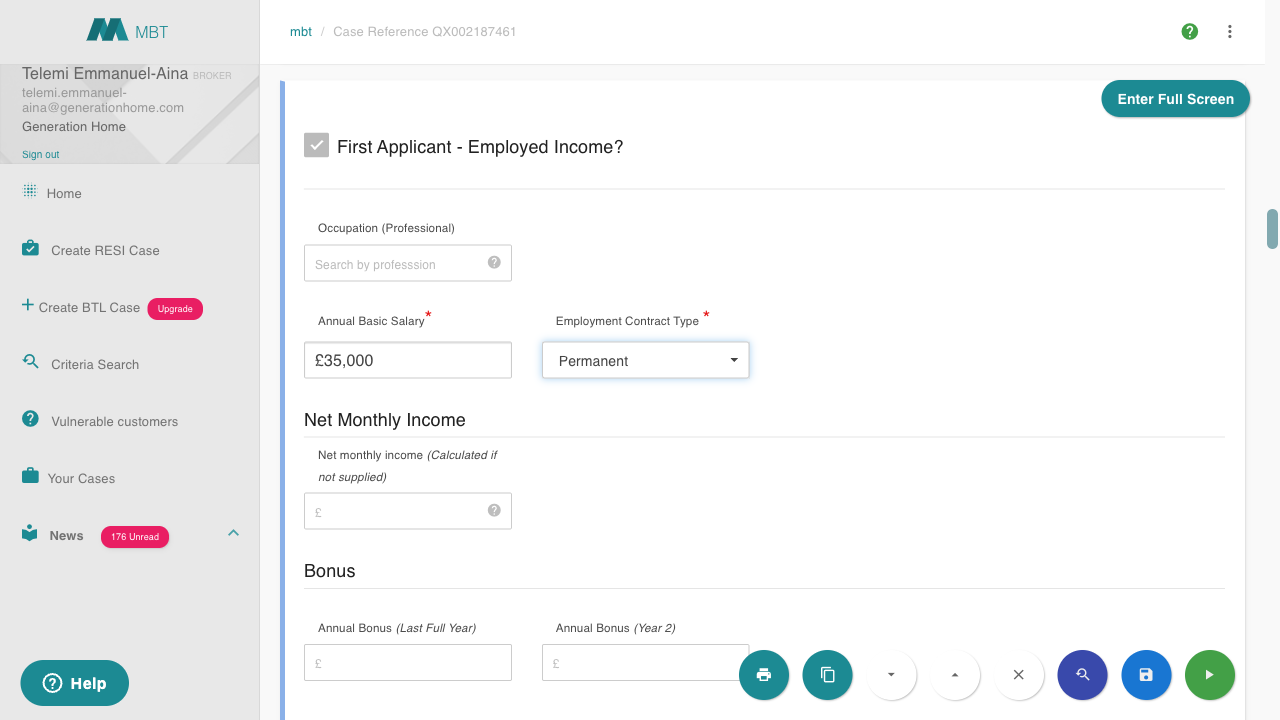 MBT
mbt / Case Reference QX002187461
Telemi Emmanuel-Aina BROKER
telemi.emmanuel-
aina@generationhome.com
Generation Home
Sign out
Home
Create RESI Case
Create BTL Case Upgrade
Criteria Search
Vulnerable customers
Your Cases
News 176 Unread
Help
Enter Full Screen
First Applicant - Employed Income?
Occupation (Professional)
Search by professsion
Annual Basic Salary* Employment Contract Type *
£35,000 Permanent
Net Monthly Income
Net monthly income (Calculated if
not supplied)
£
Bonus
Annual Bonus (Last Full Year) Annual Bonus (Year 2)
£ £